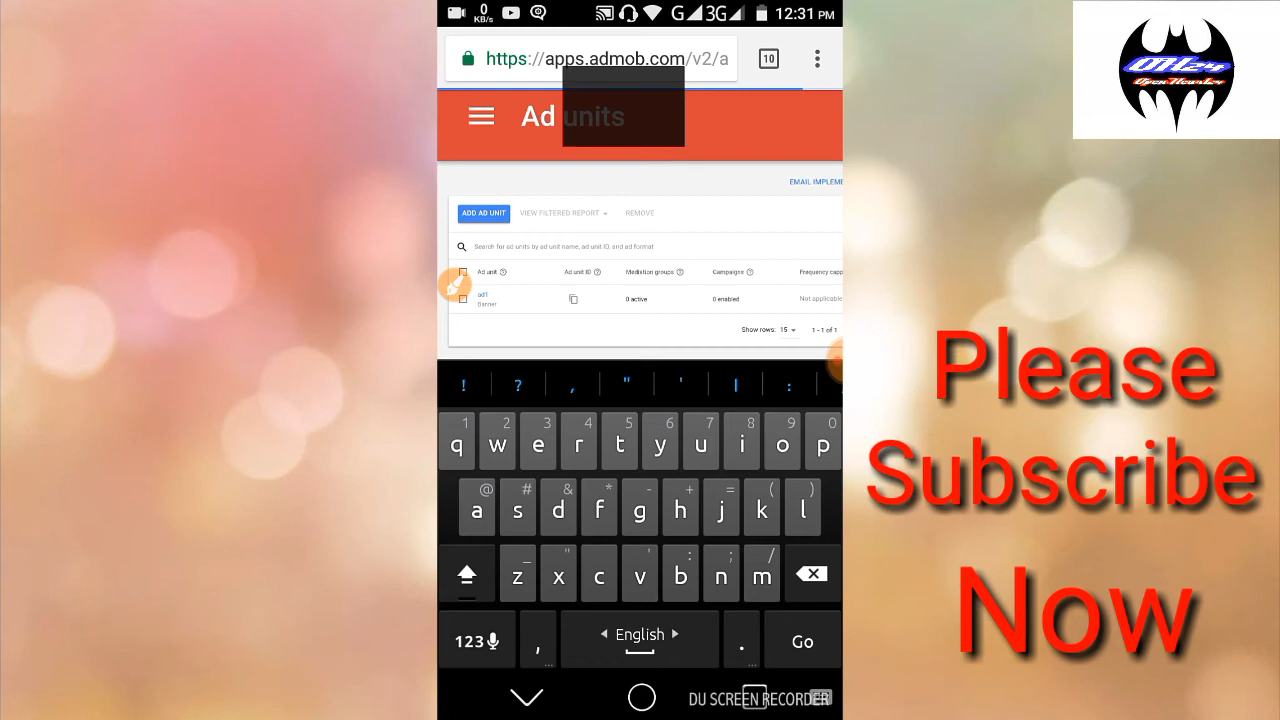 0
KB/s
G 3G 12:31 PM
https://apps.admob.com/v2/a
10
Ad units
EMAIL IMPLEME
ADD AD UNIT VIEW FILTERED REPORT REMOVE
Search for ad units by ad unit name, ad unit ID, and ad format
Ad unit Ad unit ID Mediation groups Campaigns Frequency capp
ad1
Banner
0 active 0 enabled Not applicable
Show rows: 15 1 - 1 of 1
! ? , " ' | :
1 2 3 4 5 6 7 8 9 0
q w e r t y u i o p
@ # & * - + = ( )
a s d f g h j k l
_ " ' : ; /
z x c v b n m
123 , English . Go
DU SCREEN RECORDER
Please
Subscribe
Now